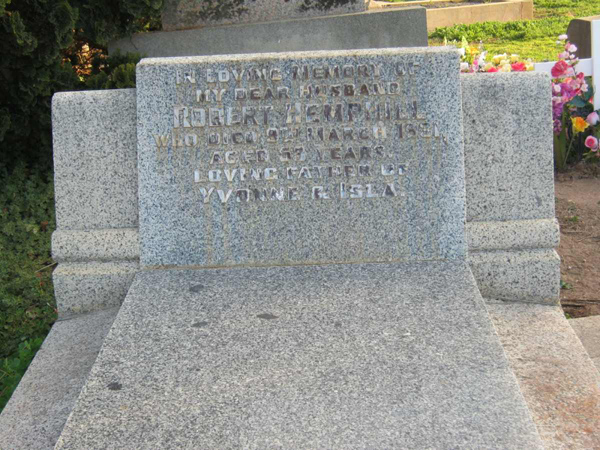 IN LOVING MEMORY OF
MY DEAR HUSBAND
ROBERT HEMPHILL
WHO DIED MARCH
AGED 57 YEARS.
LOVING FATHER OF
YVONNE & ISLA.